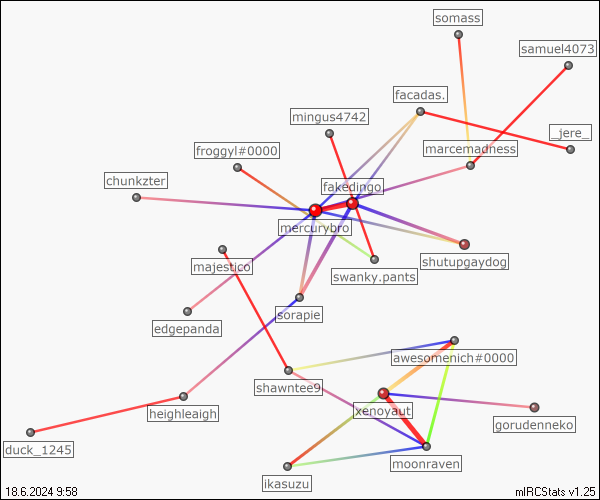 somass
samuel4073
facadas.
mingus4742
_jere_
marcemadness
froggyl#0000
chunkzter
fakedingo
mercurybro
shutupgaydog
majestico
swanky.pants
sorapie
edgepanda
awesomenich#0000
shawntee9
xenoyaut
heighleaigh
gorudenneko
duck_1245
moonraven
ikasuzu
18.6.2024 9:58
mIRCStats v1.25